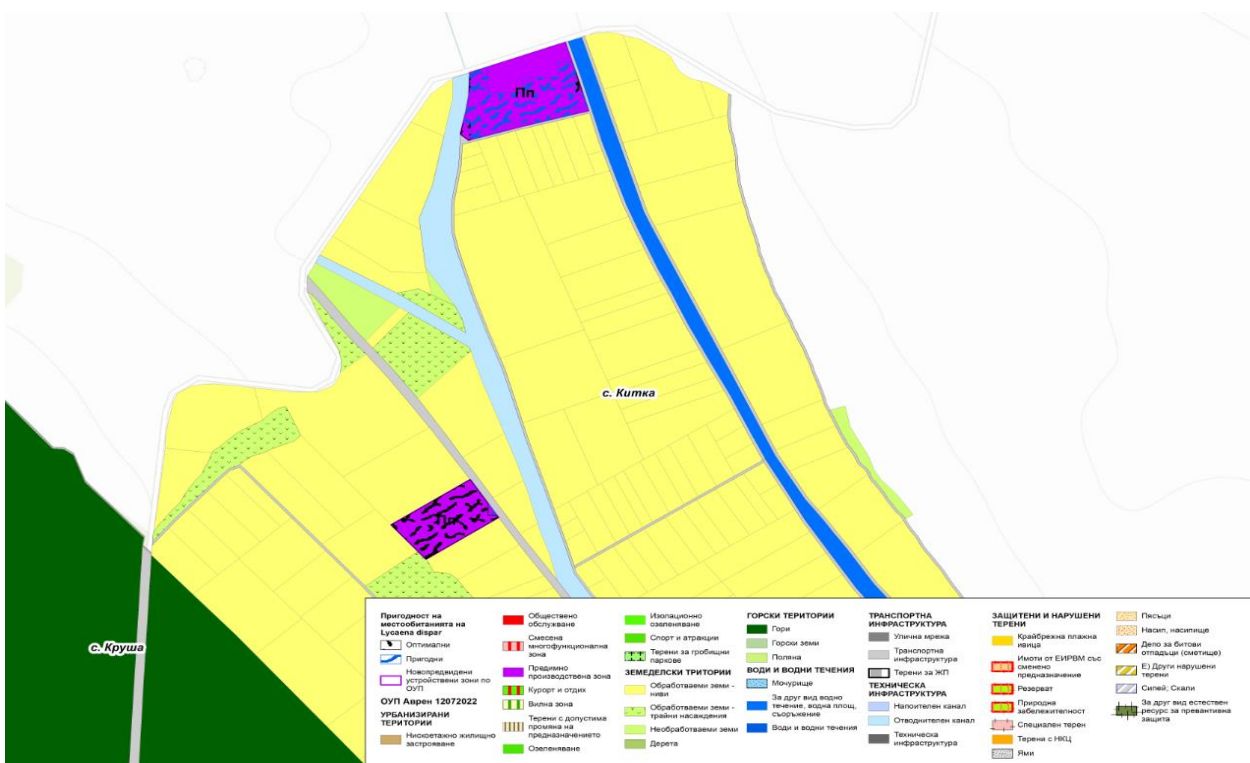 Пп
с. Китка
Пп
с. Круша
Пригодност на
местообитанията на
Lycaena dispar
Оптимални
Пригодни
Новопредвидени
устройствени зони по
ОУП
ОУП Аврен 12072022
УРБАНИЗИРАНИ
ТЕРИТОРИИ
Нискоетажно жилищно
застрояване
Обществено
обслужване
Смесена
многофункционална
зона
Предимно
производствена зона
Курорт и отдих
Вилна зона
Терени с допустима
промяна на
предназначението
Озеленяване
Изолационно
озеленяване
Спорт и атракции
Терени за гробищни
паркове
ЗЕМЕДЕЛСКИ ТРИТОРИИ
Обработваеми земи -
ниви
Обработваеми земи -
трайни насаждения
Необработваеми земи
Дерета
ГОРСКИ ТЕРИТОРИИ
Гори
Горски земи
Поляна
ВОДИ И ВОДНИ ТЕЧЕНИЯ
Мочурище
За друг вид водно
течение, водна площ,
съоръжение
Води и водни течения
ТРАНСПОРТНА
ИНФРАСТРУКТУРА
Улична мрежа
Транспортна
инфраструктура
Терени за ЖП
ТЕХНИЧЕСКА
ИНФРАСТРУКТУРА
Напоителен канал
Отводнителен канал
Техническа
инфраструктура
ЗАЩИТЕНИ И НАРУШЕНИ
ТЕРЕНИ
Крайбрежна плажна
ивица
Имоти от ЕИРВМ със
сменено
предназначение
Резерват
Природна
забележителност
Специален терен
Терени с НКЦ
Ями
Пясъци
Насип, насипище
Депо за битови
отпадъци (сметище)
Е) Други нарушени
терени
Сипей; Скали
За друг вид естествен
ресурс за превантивна
защита